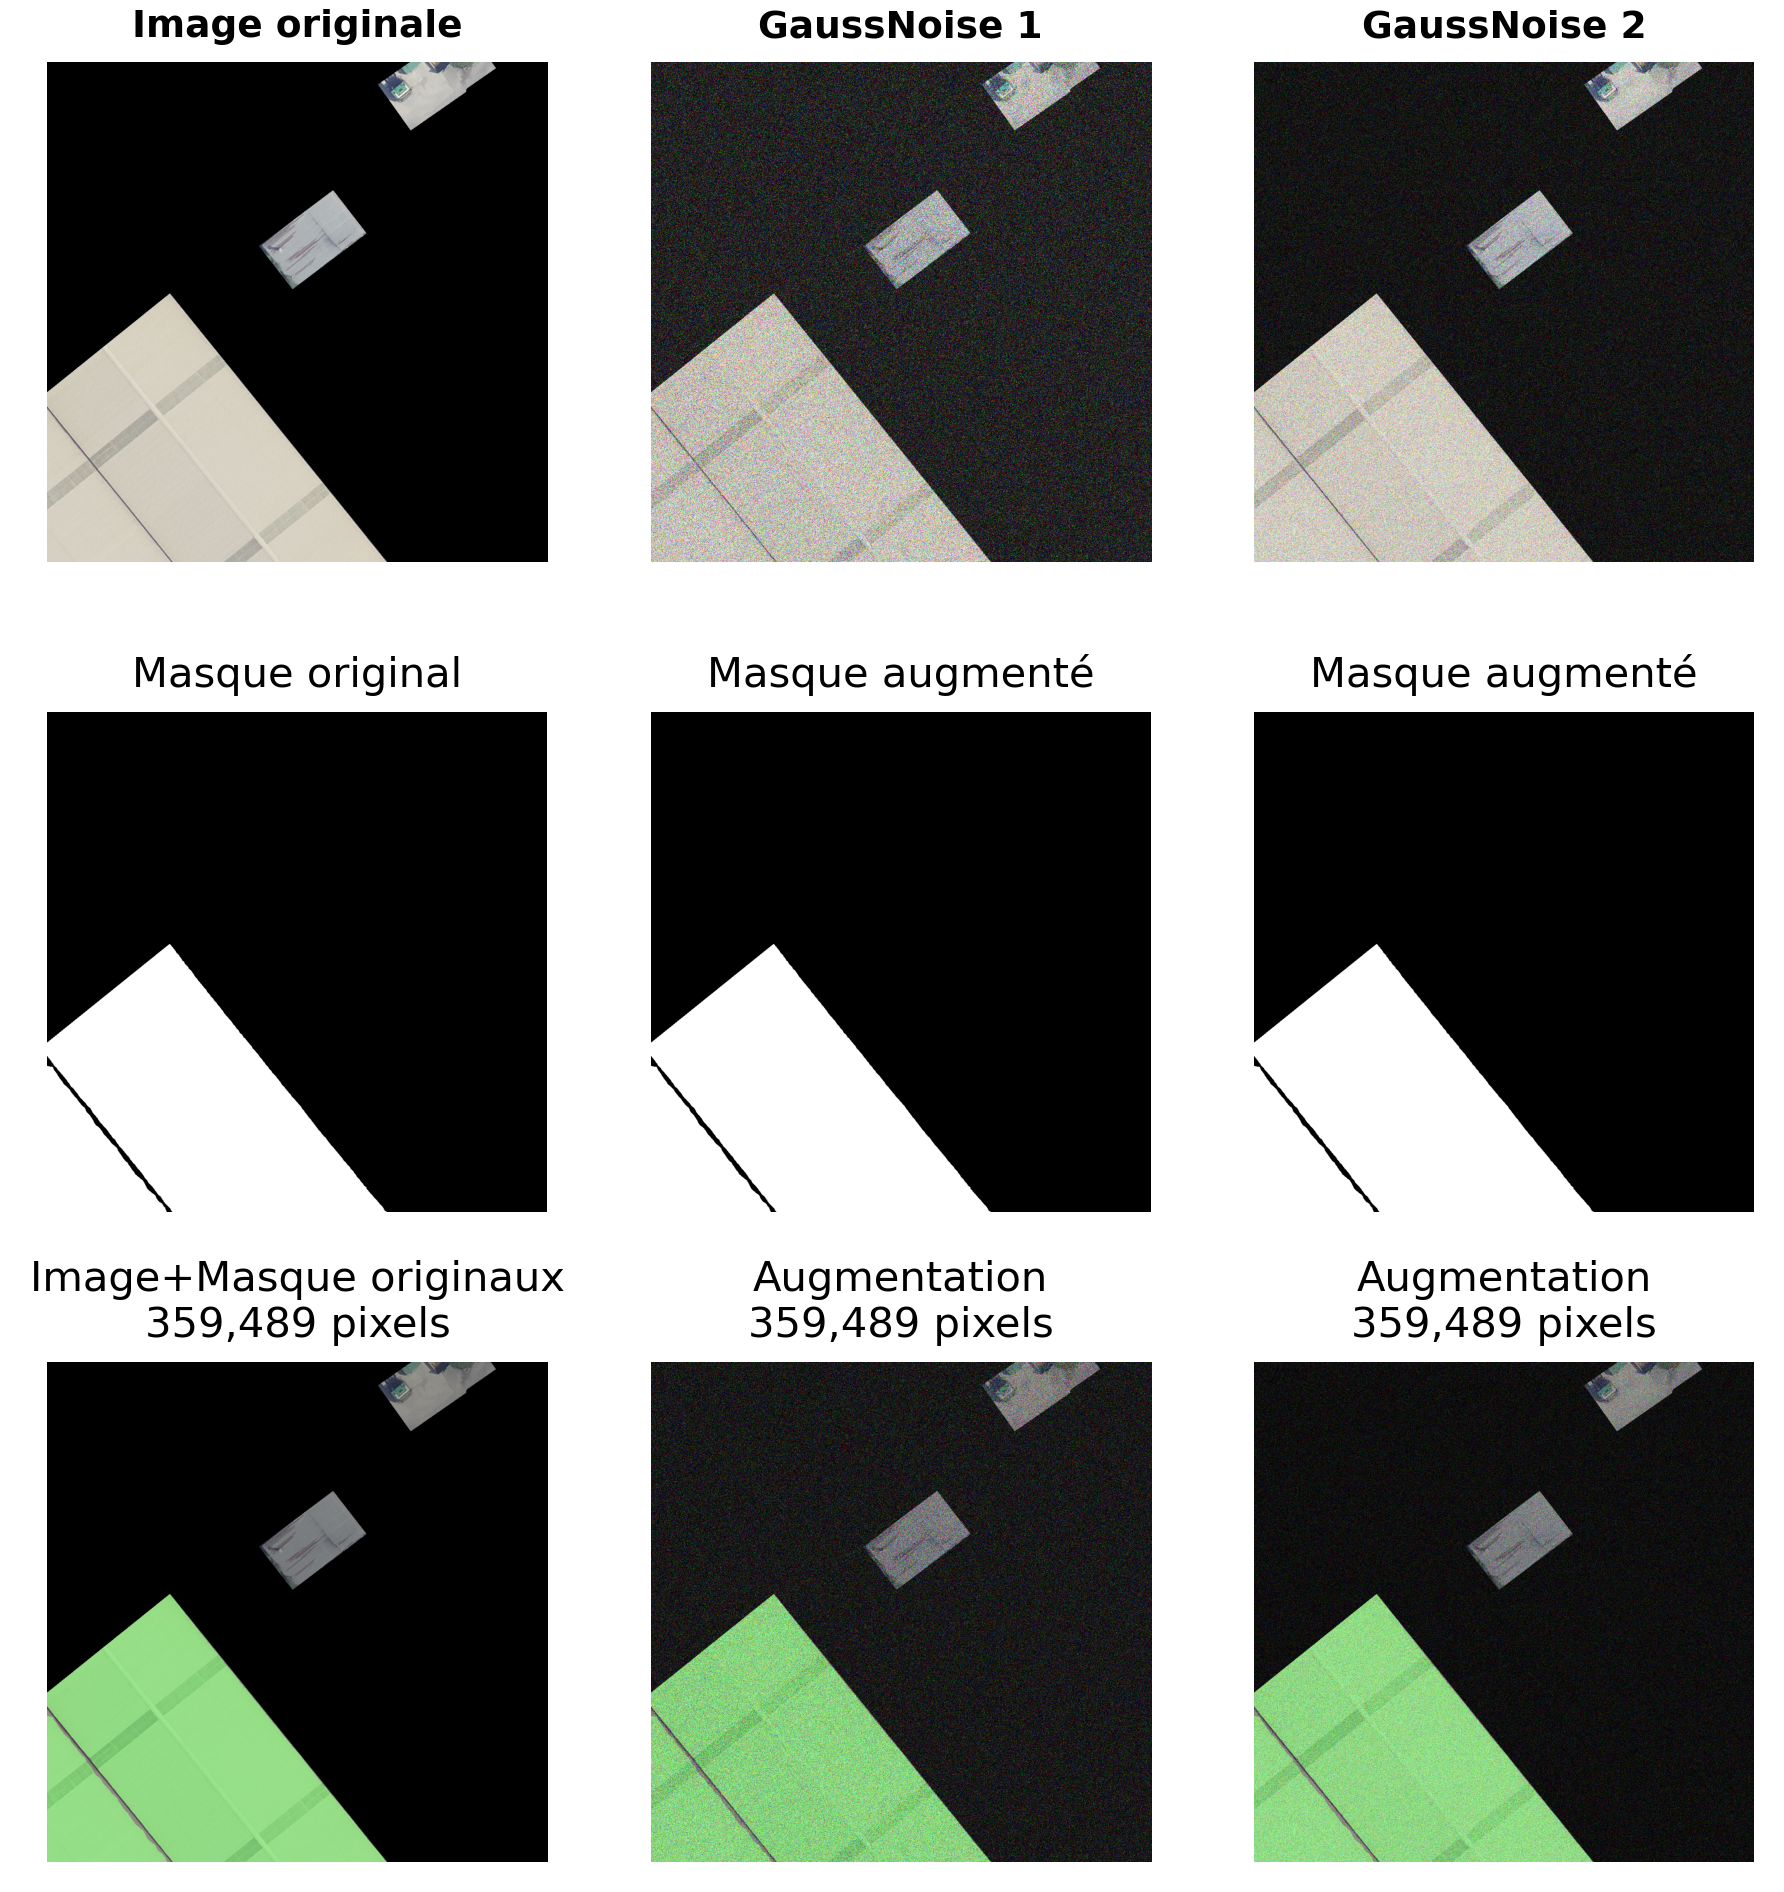 Image originale
GaussNoise 1
GaussNoise 2
Masque original
Masque augmenté
Masque augmenté
Image+Masque originaux
359,489 pixels
Augmentation
359,489 pixels
Augmentation
359,489 pixels